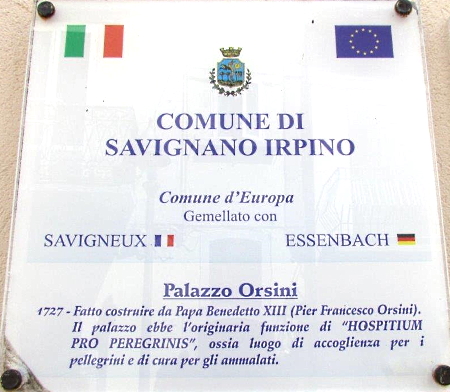 COMUNE DI
SAVIGNANO IRPINO
Comune d'Europa
Gemellato con
SAVIGNEUX ESSENBACH
Palazzo Orsini
1727 - Fatto costruire da Papa Benedetto XIII (Pier Francesco Orsini).
Il palazzo ebbe l'originaria funzione di "HOSPITIUM
PRO PEREGRINIS", ossia luogo di accoglienza per i
pellegrini e di cura per gli ammalati.